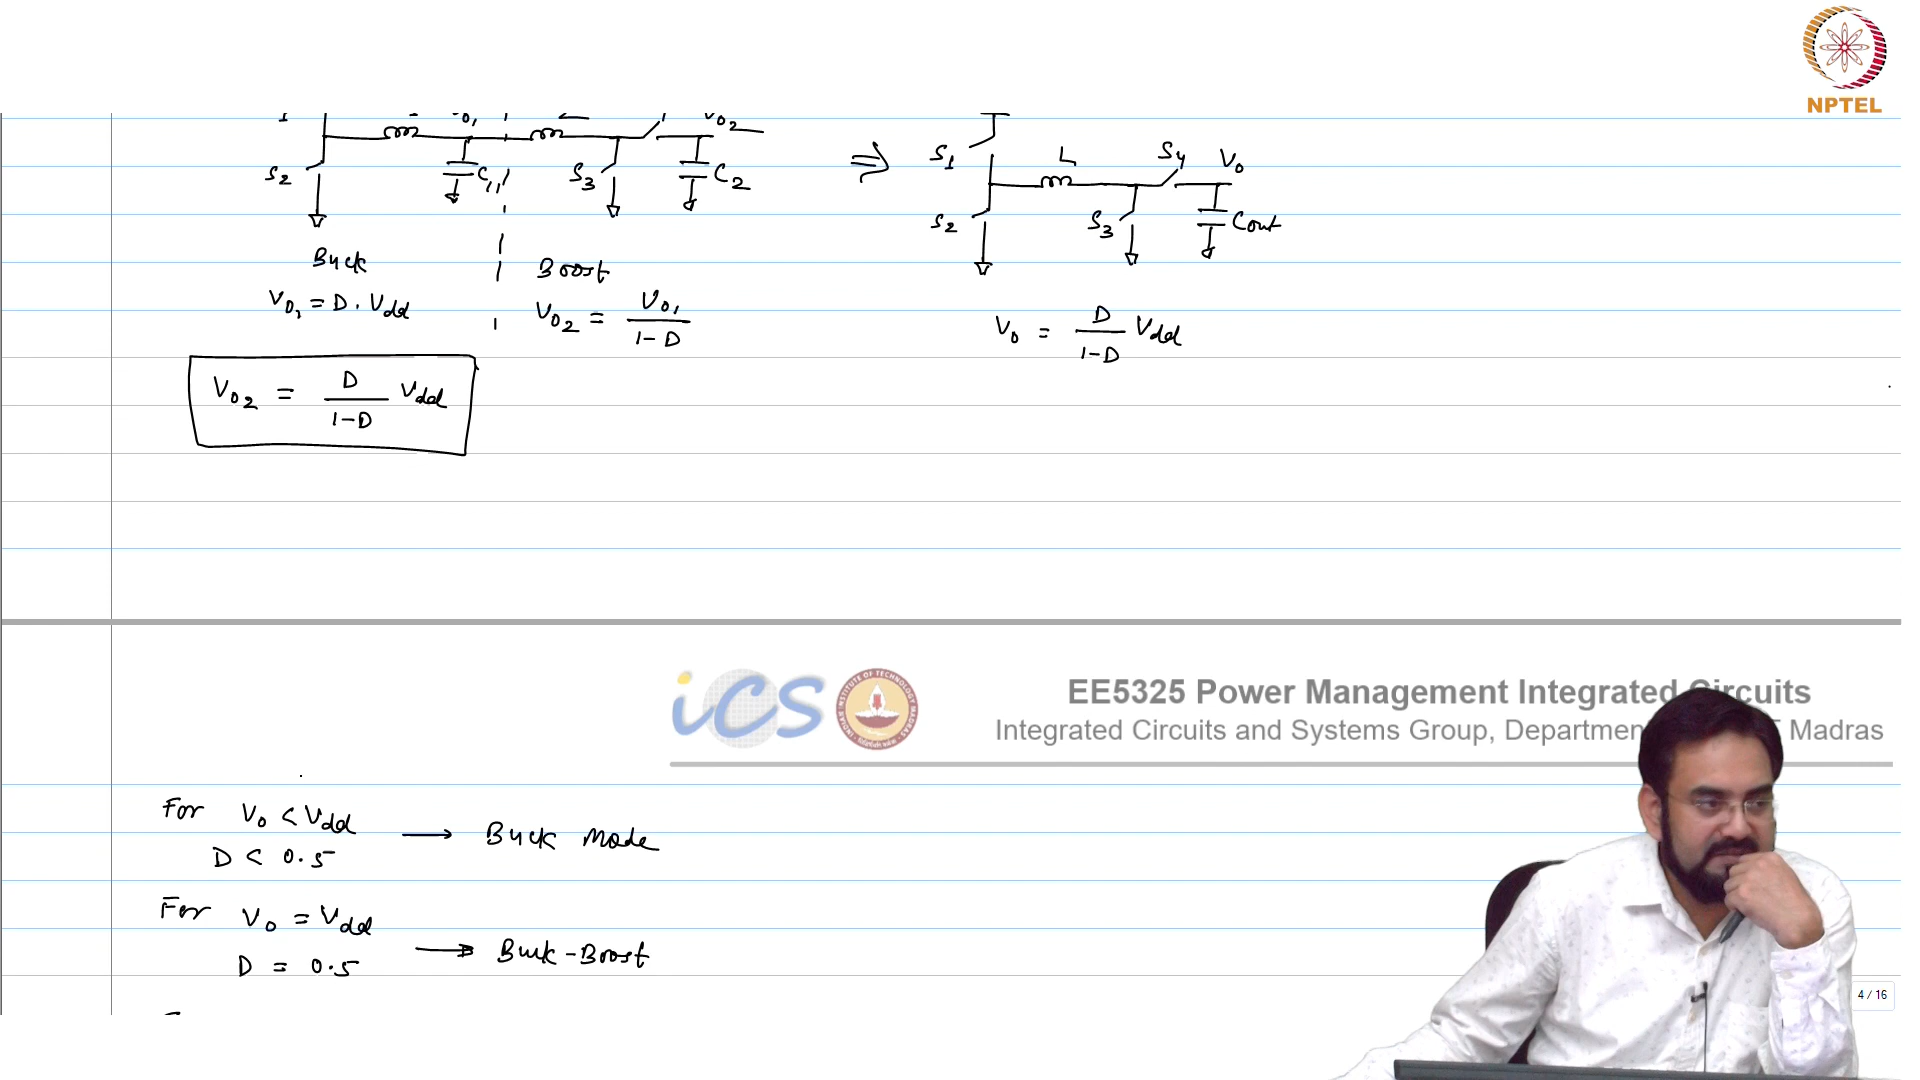 NPTEL
Vo2
S2
C1
S3
C2
⇒
S1
L
S4
Vo
S2
S3
Cout
Buck
Boost
Vo1 = D. Vdd
Vo2 = Vo1 / 1-D
Vo = D / 1-D Vdd
Vo2 = D / 1-D Vdd
ics
EE5325 Power Management Integrated Circuits
Integrated Circuits and Systems Group, Madras
For Vo < Vdd
D < 0.5
→ Buck Mode
For Vo = Vdd
D = 0.5
→ Buck-Boost
4 / 16